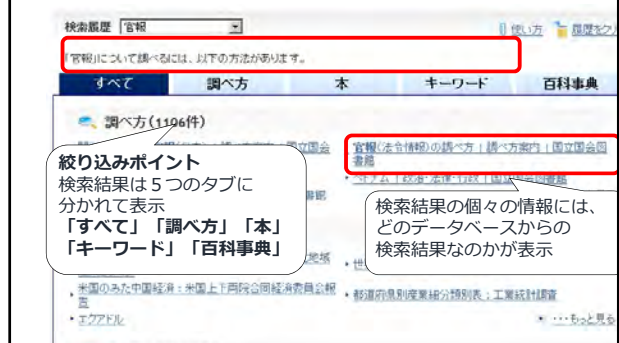 検索履歴 官報
使い方 履歴をクリ
「官報」について調べるには、以下の方法があります。
すべて 調べ方 本 キーワード 百科事典
調べ方(1196件)
官報(法令情報)の調べ方 | 調べ方案内 | 国立国会図書館
絞り込みポイント
検索結果は５つのタブに
分かれて表示
「すべて」「調べ方」「本」
「キーワード」「百科事典」
検索結果の個々の情報には、
どのデータベースからの
検索結果なのかが表示
米国のみた中国経済:米国上下両院合同経済委員会報告
都道府県別産業細分類別表:工業統計調査
エクアドル
…もっと見る